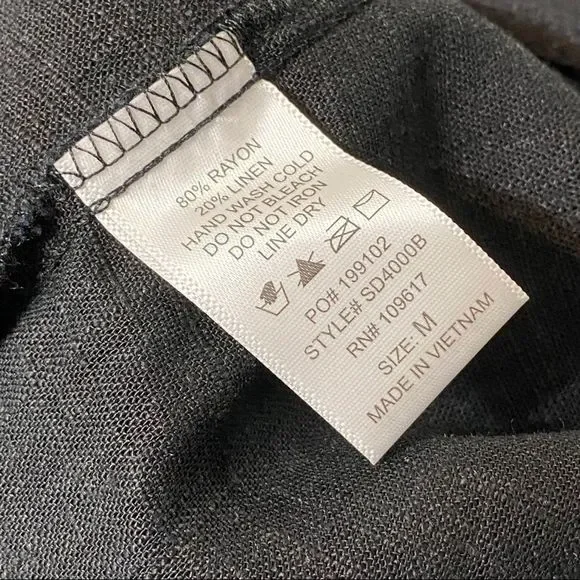 80% RAYON
20% LINEN
HAND WASH COLD
DO NOT BLEACH
DO NOT IRON
LINE DRY
PO# 199102
STYLE# SD4000B
RN# 109617
SIZE: M
MADE IN VIETNAM